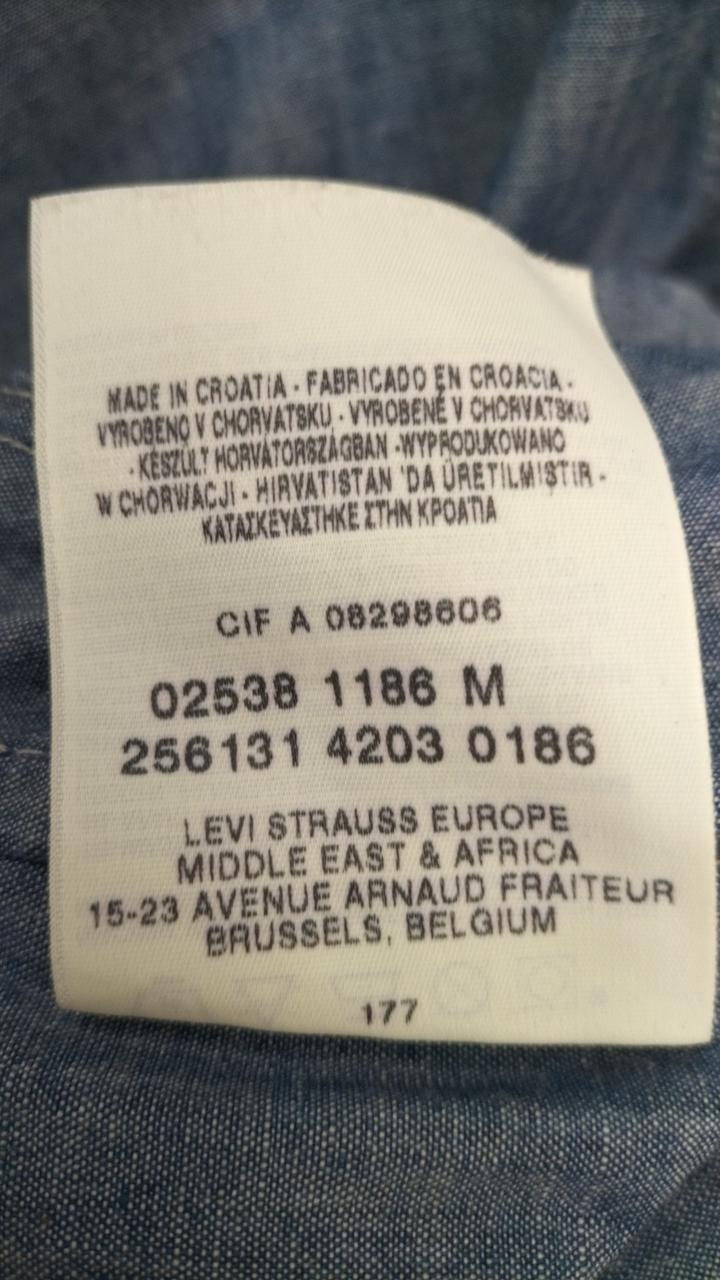 MADE IN CROATIA - FABRICADO EN CROACIA -
VYROBENO V CHORVATSKU - VYROBENÉ V CHORVATSKU
- KÉSZÜLT HORVÁTORSZÁGBAN -WYPRODUKOWANO
W CHORWACJI - HIRVATISTAN 'DA ÜRETILMIŞTIR -
ΚΑΤΑΣΚΕΥΑΣΤΗΚΕ ΣΤΗΝ ΚΡΟΑΤΙΑ
CIF A 08298606
02538 1186 M
256131 4203 0186
LEVI STRAUSS EUROPE
MIDDLE EAST & AFRICA
15-23 AVENUE ARNAUD FRAITEUR
BRUSSELS, BELGIUM
177